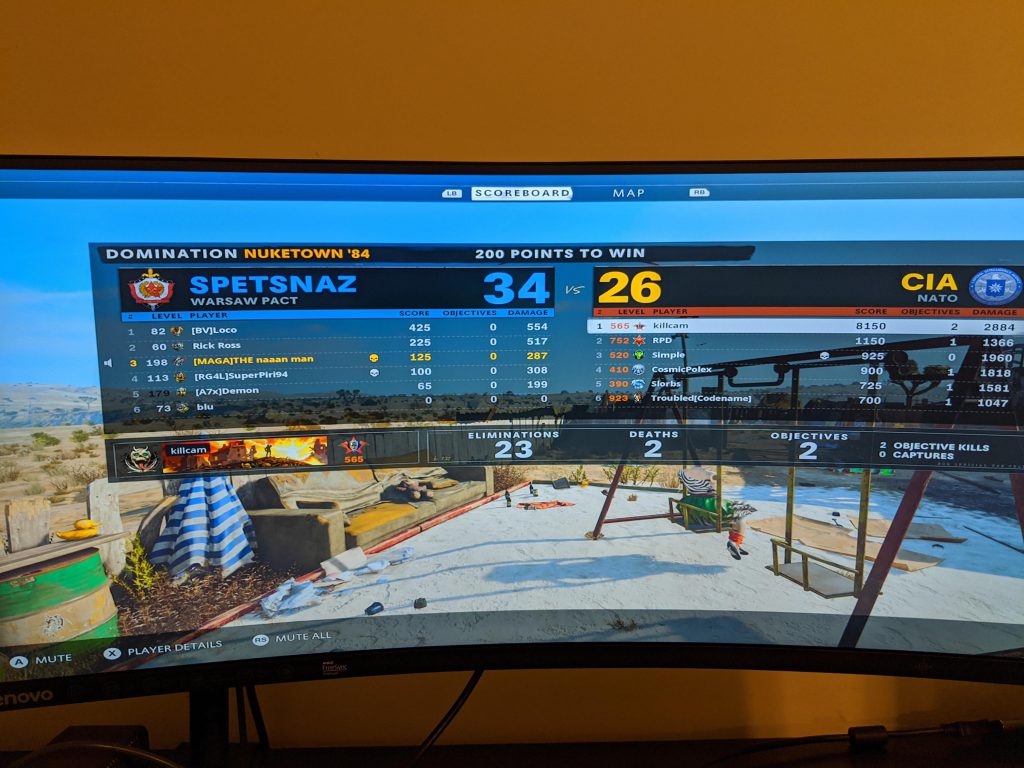 LB SCOREBOARD MAP RB
DOMINATION NUKETOWN '84 200 POINTS TO WIN
SPETSNAZ 34 VS 26 CIA
WARSAW PACT NATO
# LEVEL PLAYER SCORE OBJECTIVES DAMAGE # LEVEL PLAYER SCORE OBJECTIVES DAMAGE
1 82 [BV]Loco 425 0 554 1 565 killcam 8150 2 2884
2 60 Rick Ross 225 0 517 2 752 RPD 1150 1 1366
3 198 [MAGA]THE naaan man 125 0 287 3 520 Simple 925 0 1960
4 113 [RG4L]SuperPiri94 100 0 308 4 410 CosmicPolex 900 1 1818
5 179 [A7x]Demon 65 0 199 5 390 Slorbs 725 1 1581
6 73 blu 0 0 0 6 923 Troubled[Codename] 700 1 1047
killcam 565
ELIMINATIONS DEATHS OBJECTIVES
23 2 2
2 OBJECTIVE KILLS
0 CAPTURES
A MUTE X PLAYER DETAILS RS MUTE ALL
enovo
AMD
FreeSync